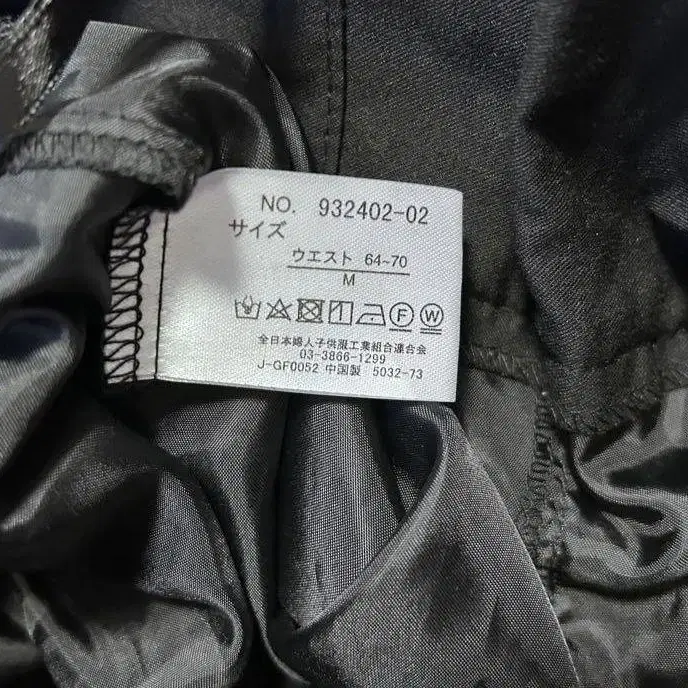 NO. 932402-02
サイズ
ウエスト 64~70
M
F W
全日本婦人子供服工業組合連合会
03-3866-1299
J-GF0052 中国製 5032-73